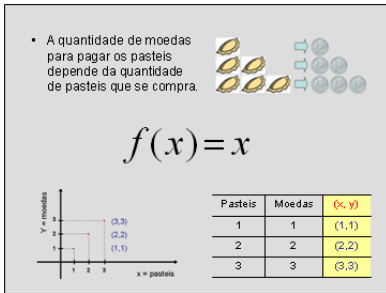 • A quantidade de moedas
para pagar os pasteis
depende da quantidade
de pasteis que se compra.
f(x)=x
Y = moedas
3
2
1
(3,3)
(2,2)
(1,1)
1 2 3
x = pasteis
Pasteis Moedas (x, y)
1 1 (1,1)
2 2 (2,2)
3 3 (3,3)